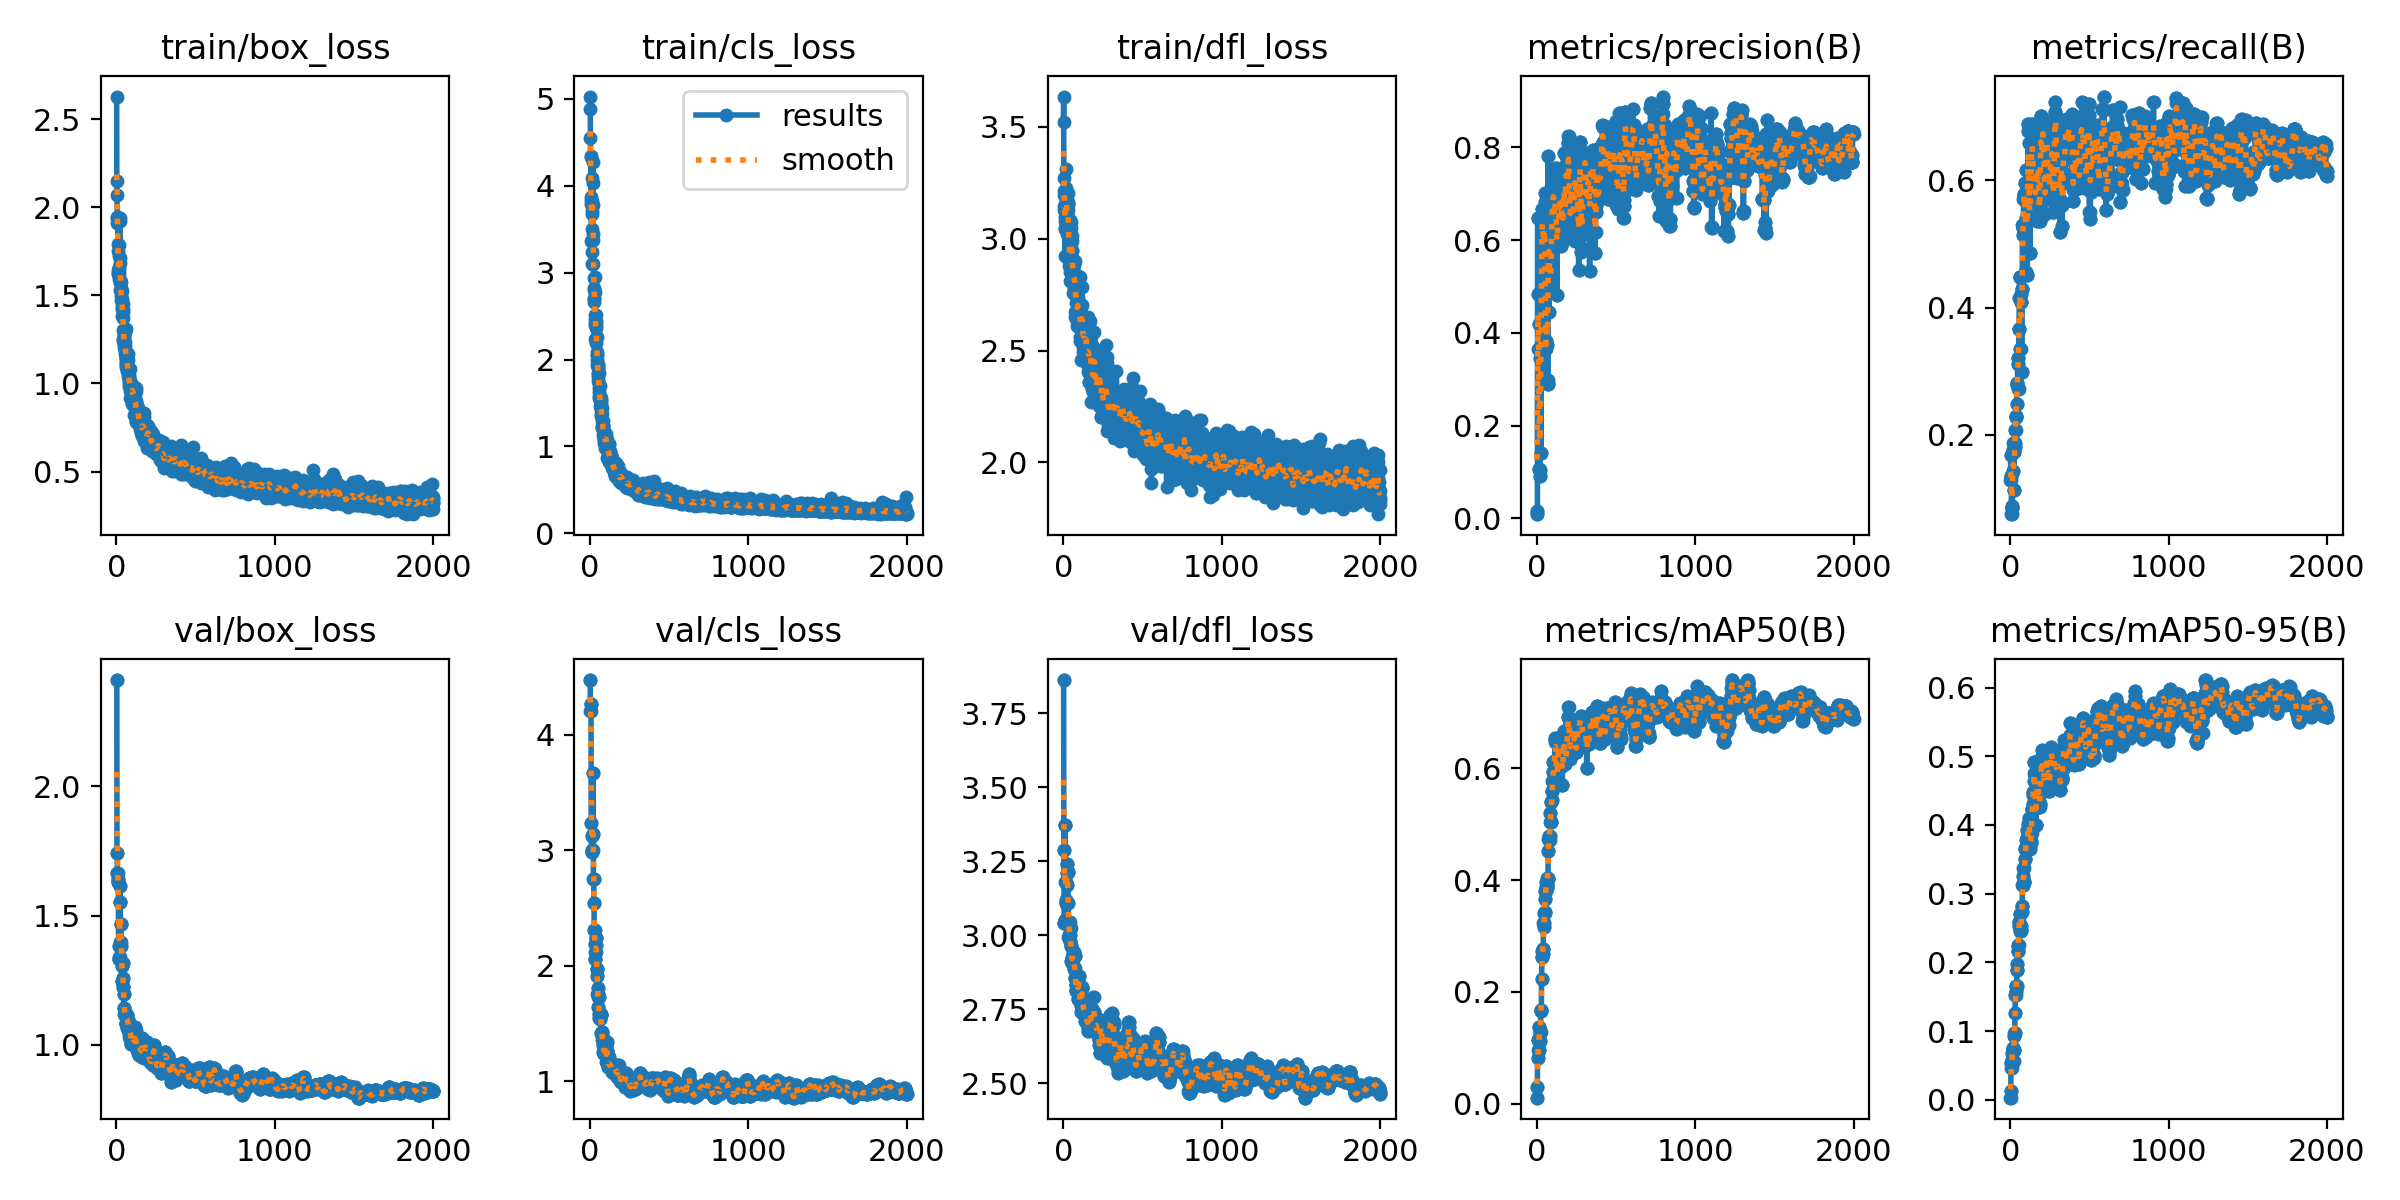 train/box_loss
2.5
2.0
1.5
1.0
0.5
0 1000 2000
train/cls_loss
results
smooth
5
4
3
2
1
0
0 1000 2000
train/dfl_loss
3.5
3.0
2.5
2.0
0 1000 2000
metrics/precision(B)
0.8
0.6
0.4
0.2
0.0
0 1000 2000
metrics/recall(B)
0.6
0.4
0.2
0 1000 2000
val/box_loss
2.0
1.5
1.0
0 1000 2000
val/cls_loss
4
3
2
1
0 1000 2000
val/dfl_loss
3.75
3.50
3.25
3.00
2.75
2.50
0 1000 2000
metrics/mAP50(B)
0.6
0.4
0.2
0.0
0 1000 2000
metrics/mAP50-95(B)
0.6
0.5
0.4
0.3
0.2
0.1
0.0
0 1000 2000